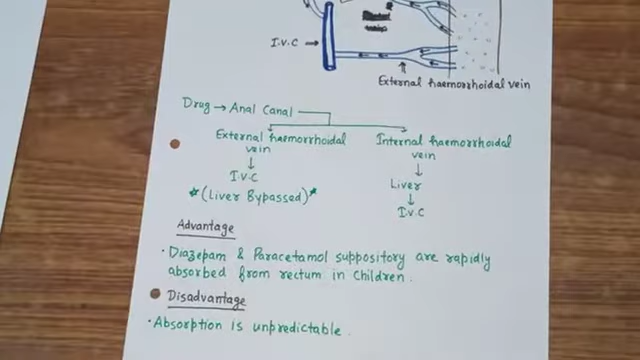 I.V.C →
External haemorrhoidal vein
Drug → Anal Canal
External haemorrhoidal
vein
↓
I.V.C
*(Liver Bypassed)*
Internal haemorrhoidal
vein
↓
Liver
↓
I.V.C
Advantage
· Diazepam & Paracetamol suppository are rapidly
absorbed from rectum in Children.
Disadvantage
· Absorption is unpredictable.